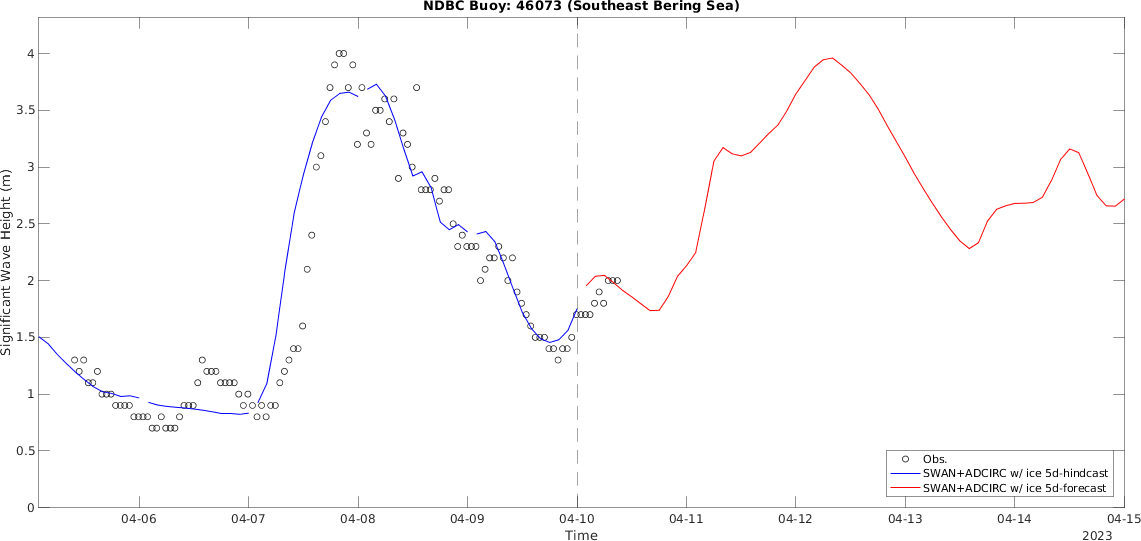 NDBC Buoy: 46073 (Southeast Bering Sea)
Significant Wave Height (m)
4
3.5
3
2.5
2
1.5
1
0.5
0
04-06 04-07 04-08 04-09 04-10 04-11 04-12 04-13 04-14 04-15
Time
2023
Obs.
SWAN+ADCIRC w/ ice 5d-hindcast
SWAN+ADCIRC w/ ice 5d-forecast